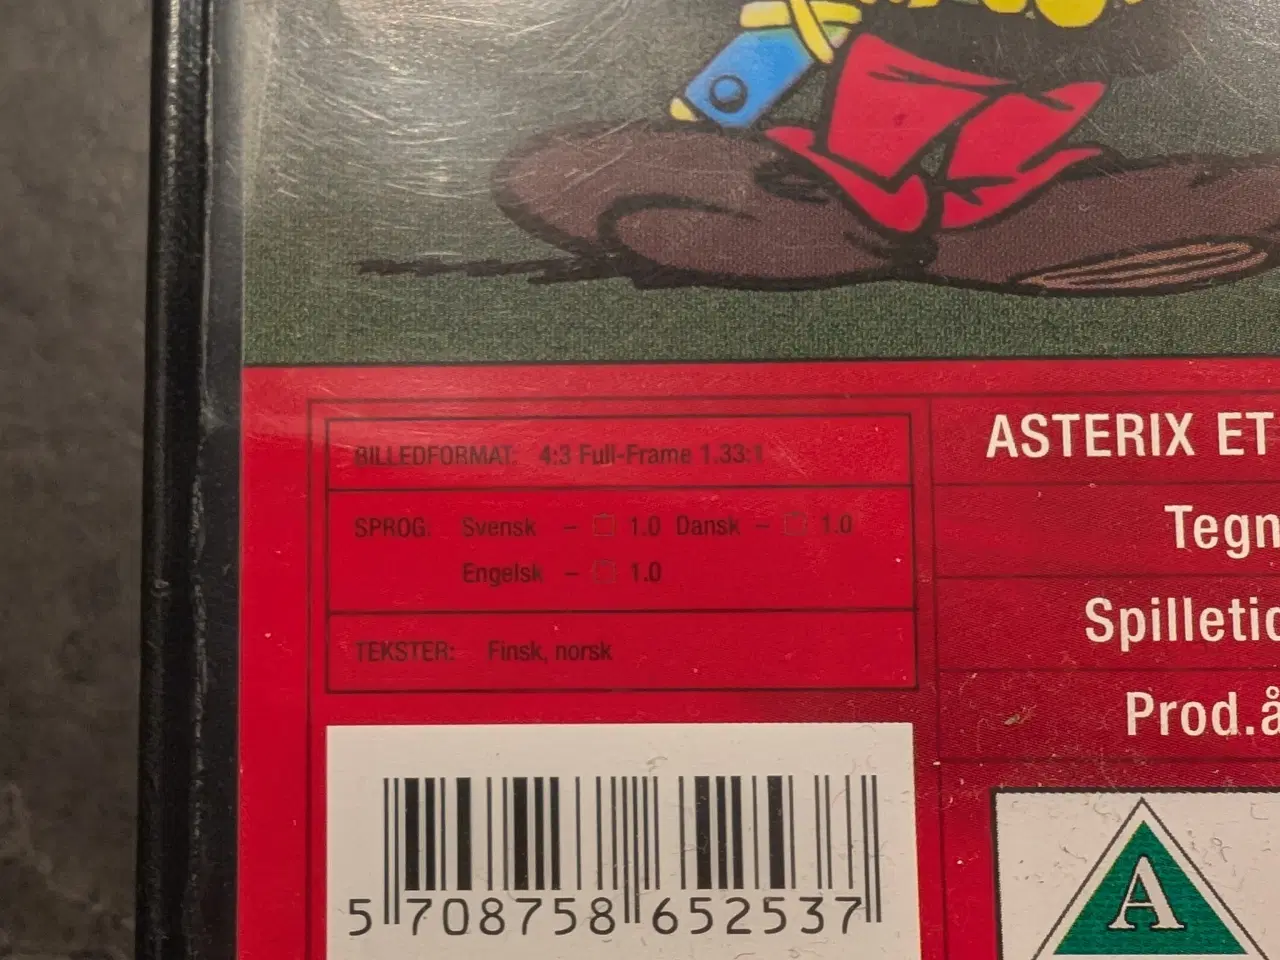 BILLEDFORMAT: 4:3 Full-Frame 1.33:1
SPROG: Svensk – 1.0 Dansk – 1.0
Engelsk – 1.0
TEKSTER: Finsk, norsk
5 708758 652537
ASTERIX ET
Tegn
Spilletid
Prod.å
A